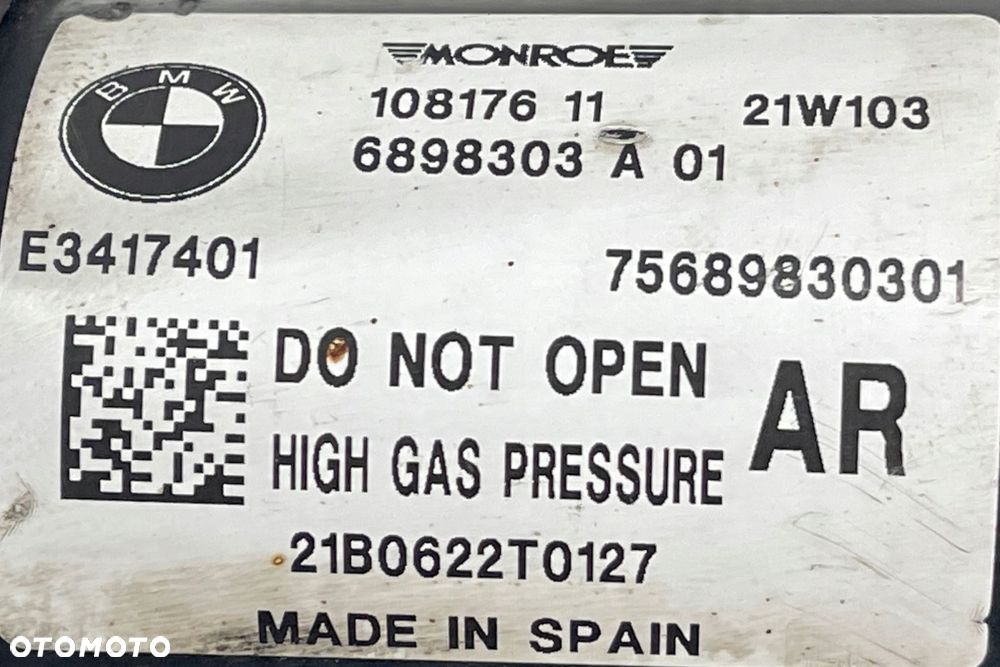 MONROE
BMW
108176 11 21W103
6898303 A 01
E3417401 75689830301
DO NOT OPEN
HIGH GAS PRESSURE
AR
21B0622T0127
MADE IN SPAIN
OTOMOTO